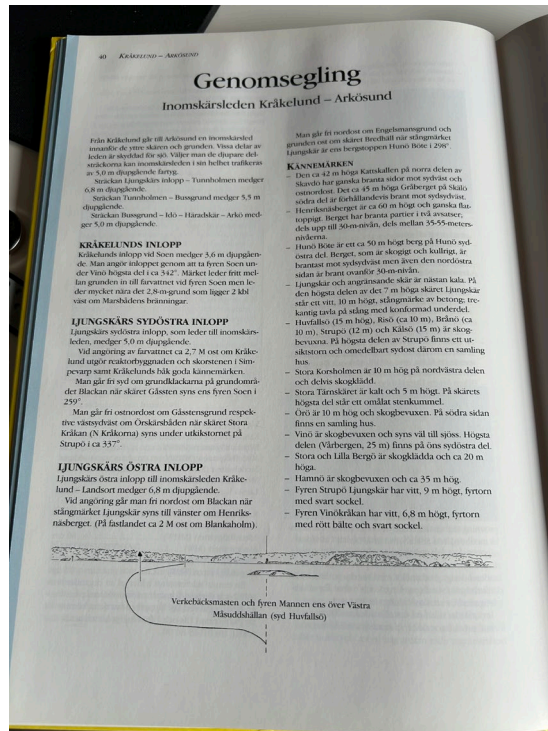 40 KRÅKELUND – ARKÖSUND
Genomsegling
Inomskärsleden Kråkelund – Arkösund
Från Kråkelund går till Arkösund en inomskärsled
innanför de yttre skären och grunden. Vissa delar av
leden är skyddad för sjö. Väljer man de djupare del-
sträckorna kan inomskärsleden i sin helhet trafikeras
av 5,0 m djupgående fartyg.
Sträckan Ljungskärs inlopp – Tunnholmen medger
6,8 m djupgående.
Sträckan Tunnholmen – Bussgrund medger 5,5 m
djupgående.
Sträckan Bussgrund – Idö – Häradskär – Arkö med-
ger 5,0 m djupgående.
KRÅKELUNDS INLOPP
Kråkelunds inlopp vid Soen medger 3,6 m djupgåen-
de. Man angör inloppet genom att ta fyren Soen un-
der Vinö högsta del i ca 342°. Märket leder fritt mel-
lan grunden in till farvattnet vid fyren Soen men le-
der mycket nära det 2,8-m-grund som ligger 2 kbl
väst om Marsbådens bränningar.
LJUNGSKÄRS SYDÖSTRA INLOPP
Ljungskärs sydöstra inlopp, som leder till inomskärs-
leden, medger 5,0 m djupgående.
Vid angöring av farvattnet ca 2,7 M ost om Kråke-
lund utgör reaktorbyggnaden och skorstenen i Sim-
pevarp samt Kråkelunds båk goda kännemärken.
Man går fri syd om grundklackarna på grundområ-
det Blackan när skäret Gåssten syns ens fyren Soen i
259°.
Man går fri ostnordost om Gåsstensgrund respek-
tive västsydväst om Örskärsbåden när skäret Stora
Kråkan (N Kråkorna) syns under utkikstornet på
Strupö i ca 337°.
LJUNGSKÄRS ÖSTRA INLOPP
Ljungskärs östra inlopp till inomskärsleden Kråke-
lund – Landsort medger 6,8 m djupgående.
Vid angöring går man fri nordost om Blackan när
stångmärket Ljungskär syns till vänster om Henriks-
näsberget. (På fastlandet ca 2 M ost om Blankaholm).
Man går fri nordost om Engelsmansgrund och
grunden ost om skäret Bredhäll när stångmärket
Ljungskär är ens bergstoppen Hunö Böte i 298°.
KÄNNEMÄRKEN
– Den ca 42 m höga Kattskallen på norra delen av
Skavdö har ganska branta sidor mot sydväst och
ostnordost. Det ca 45 m höga Gråberget på Skälö
södra del är förhållandevis brant mot sydsydväst.
– Henriksnäsberget är ca 60 m högt och ganska flat-
toppigt. Berget har branta partier i två avsatser,
dels upp till 30-m-nivån, dels mellan 35-55-meters-
nivåerna.
– Hunö Böte är ett ca 50 m högt berg på Hunö syd-
östra del. Berget, som är skogigt och kulligt, är
brantast mot sydsydväst men även den nordöstra
sidan är brant ovanför 30-m-nivån.
– Ljungskär och angränsande skär är nästan kala. På
den högsta delen av det 7 m höga skäret Ljungskär
står ett vitt, 10 m högt, stångmärke av betong; tre-
kantig tavla på stång med konformad underdel.
– Huvfallsö (15 m), Risö (ca 10 m), Brånö (ca
10 m), Strupö (12 m) och Kälsö (15 m) är skog-
bevuxna. På högsta delen av Strupö finns ett ut-
sikstorn och omedelbart sydost därom en samling
hus.
– Stora Korsholmen är 10 m hög på nordvästra delen
och delvis skogklädd.
– Stora Tärnskäret är kalt och 5 m högt. På skärets
högsta del står ett omålat stenkummel.
– Örö är 10 m hög och skogbevuxen. På södra sidan
finns en samling hus.
– Vinö är skogbevuxen och syns väl till sjöss. Högsta
delen (Vårbergen, 25 m) finns på öns sydöstra del.
– Stora och Lilla Bergö är skogklädda och ca 20 m
höga.
– Hamnö är skogbevuxen och ca 35 m hög.
– Fyren Strupö Ljungskär har vitt, 9 m högt, fyrtorn
med svart sockel.
– Fyren Vinökråkan har vitt, 6,8 m högt, fyrtorn
med rött bälte och svart sockel.
Verkebäcksmasten och fyren Mannen ens över Västra
Måsuddshällan (syd Huvfallsö)